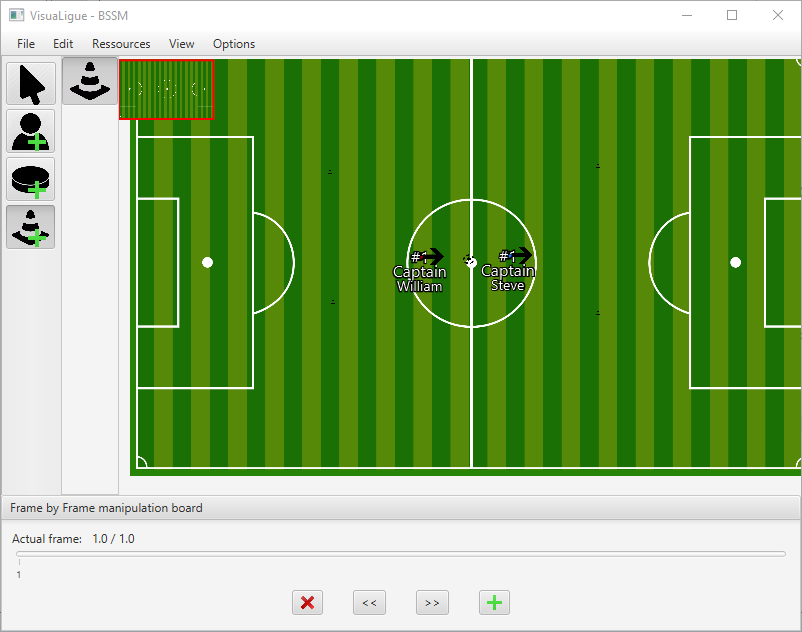 VisuaLigue - BSSM
File Edit Ressources View Options
#1 #1
Captain Captain
William Steve
Frame by Frame manipulation board
Actual frame: 1.0 / 1.0
1
<< >>